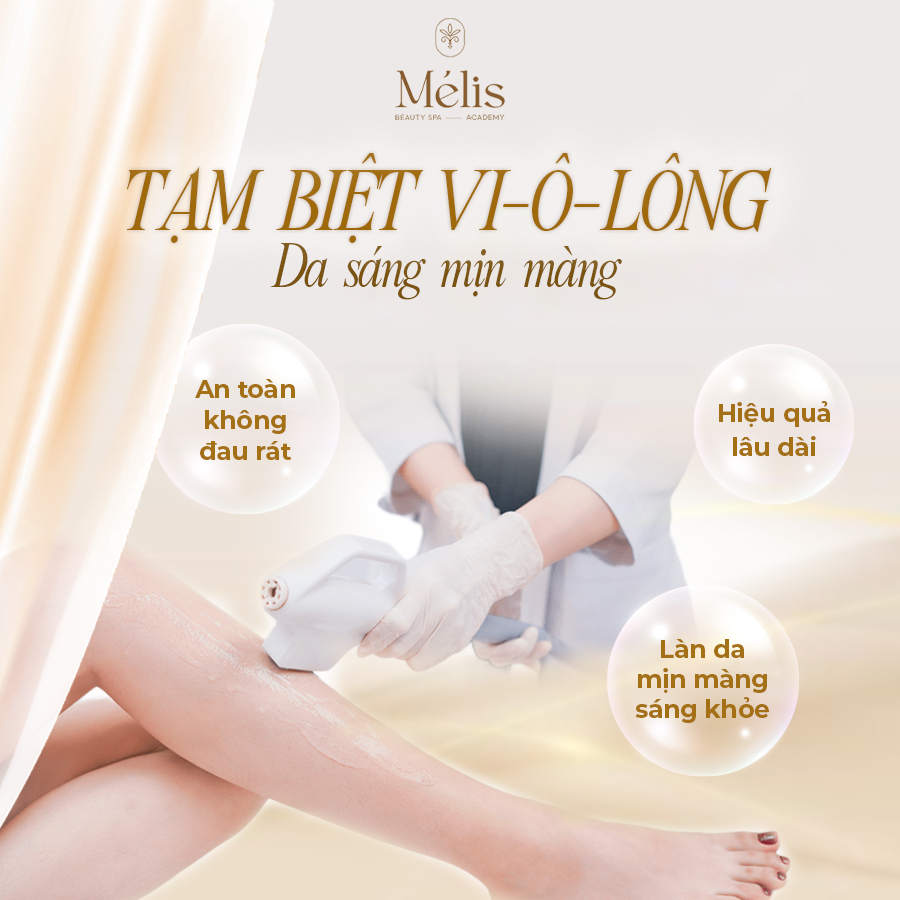 Mélis
BEAUTY SPA — ACADEMY
TẠM BIỆT VI-Ô-LÔNG
Da sáng mịn màng
An toàn
không
đau rát
Hiệu quả
lâu dài
Làn da
mịn màng
sáng khỏe